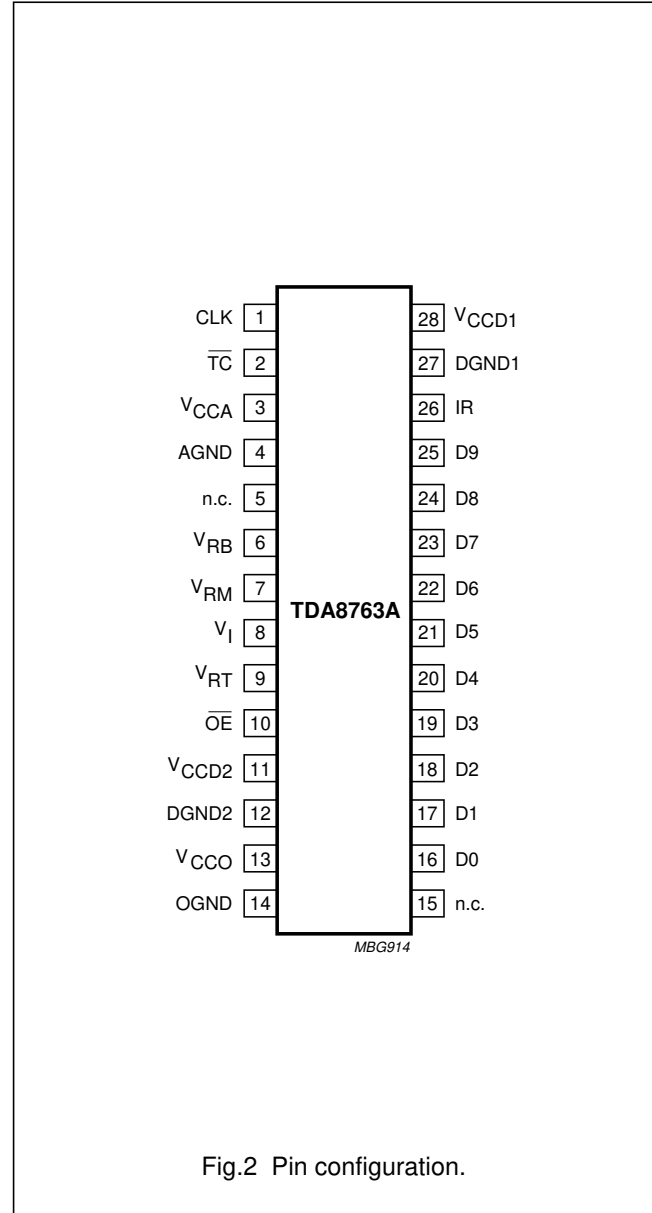 CLK 1 28 VCCD1
T̅C̅ 2 27 DGND1
VCCA 3 26 IR
AGND 4 25 D9
n.c. 5 24 D8
VRB 6 23 D7
VRM 7 22 D6
TDA8763A
VI 8 21 D5
VRT 9 20 D4
O̅E̅ 10 19 D3
VCCD2 11 18 D2
DGND2 12 17 D1
VCCO 13 16 D0
OGND 14 15 n.c.
MBG914
Fig.2 Pin configuration.